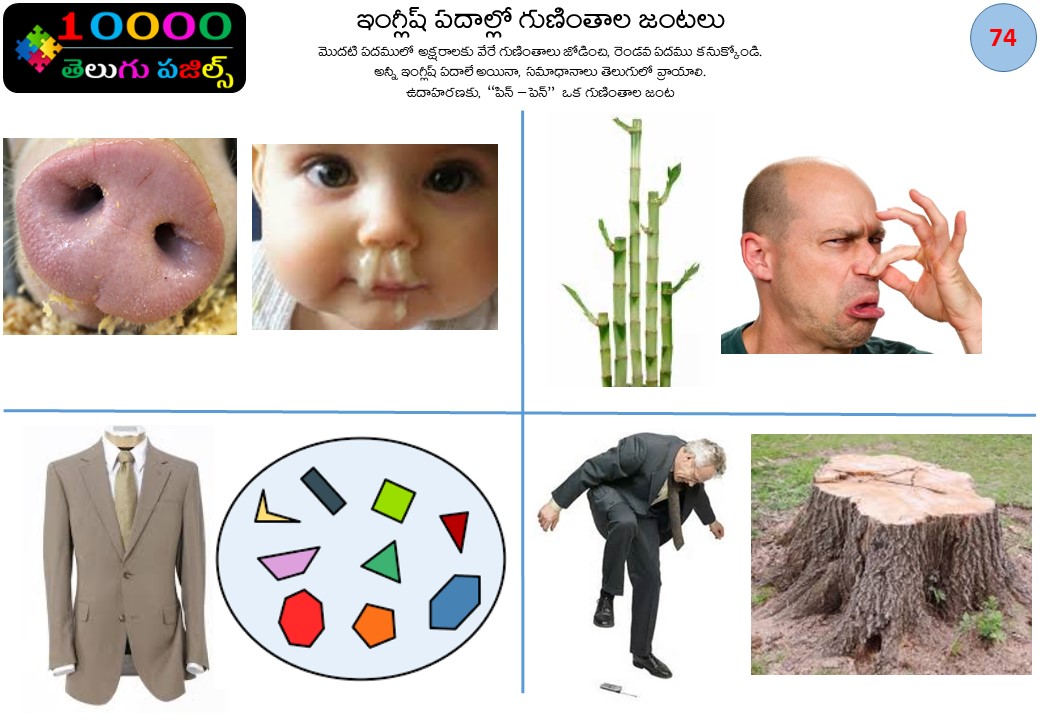 10000
తెలుగు పజిల్స్
ఇంగ్లీష్ పదాల్లో గుణింతాల జంటలు
మొదటి పదములో అక్షరాలకు వేరే గుణింతాలు జోడించి, రెండవ పదము కనుక్కోండి.
అన్నీ ఇంగ్లీష్ పదాలే అయినా, సమాధానాలు తెలుగులో వ్రాయాలి.
ఉదాహరణకు, “పిన్ – పెన్” ఒక గుణింతాల జంట
74